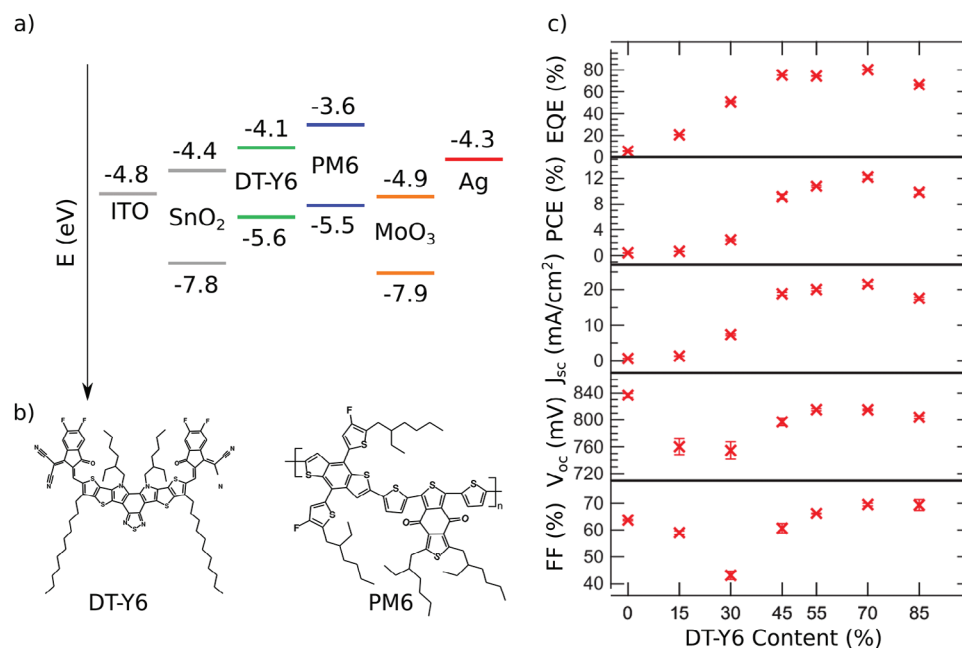 a)
E (eV)
-4.8
ITO
-4.4
SnO2
-7.8
-4.1
DT-Y6
-5.6
-3.6
PM6
-5.5
-4.9
MoO3
-7.9
-4.3
Ag
b)
F
F
F
F
N
N
O
O
N
N
S
S
N
N
S
S
N
N
S
DT-Y6
F
S
S
S
S
S
S
F
O
O
S
n
PM6
c)
EQE (%)
80
60
40
20
0
PCE (%)
12
8
4
0
Jsc (mA/cm2)
20
10
0
Voc (mV)
840
800
760
720
FF (%)
70
60
50
40
0 15 30 45 55 70 85
DT-Y6 Content (%)